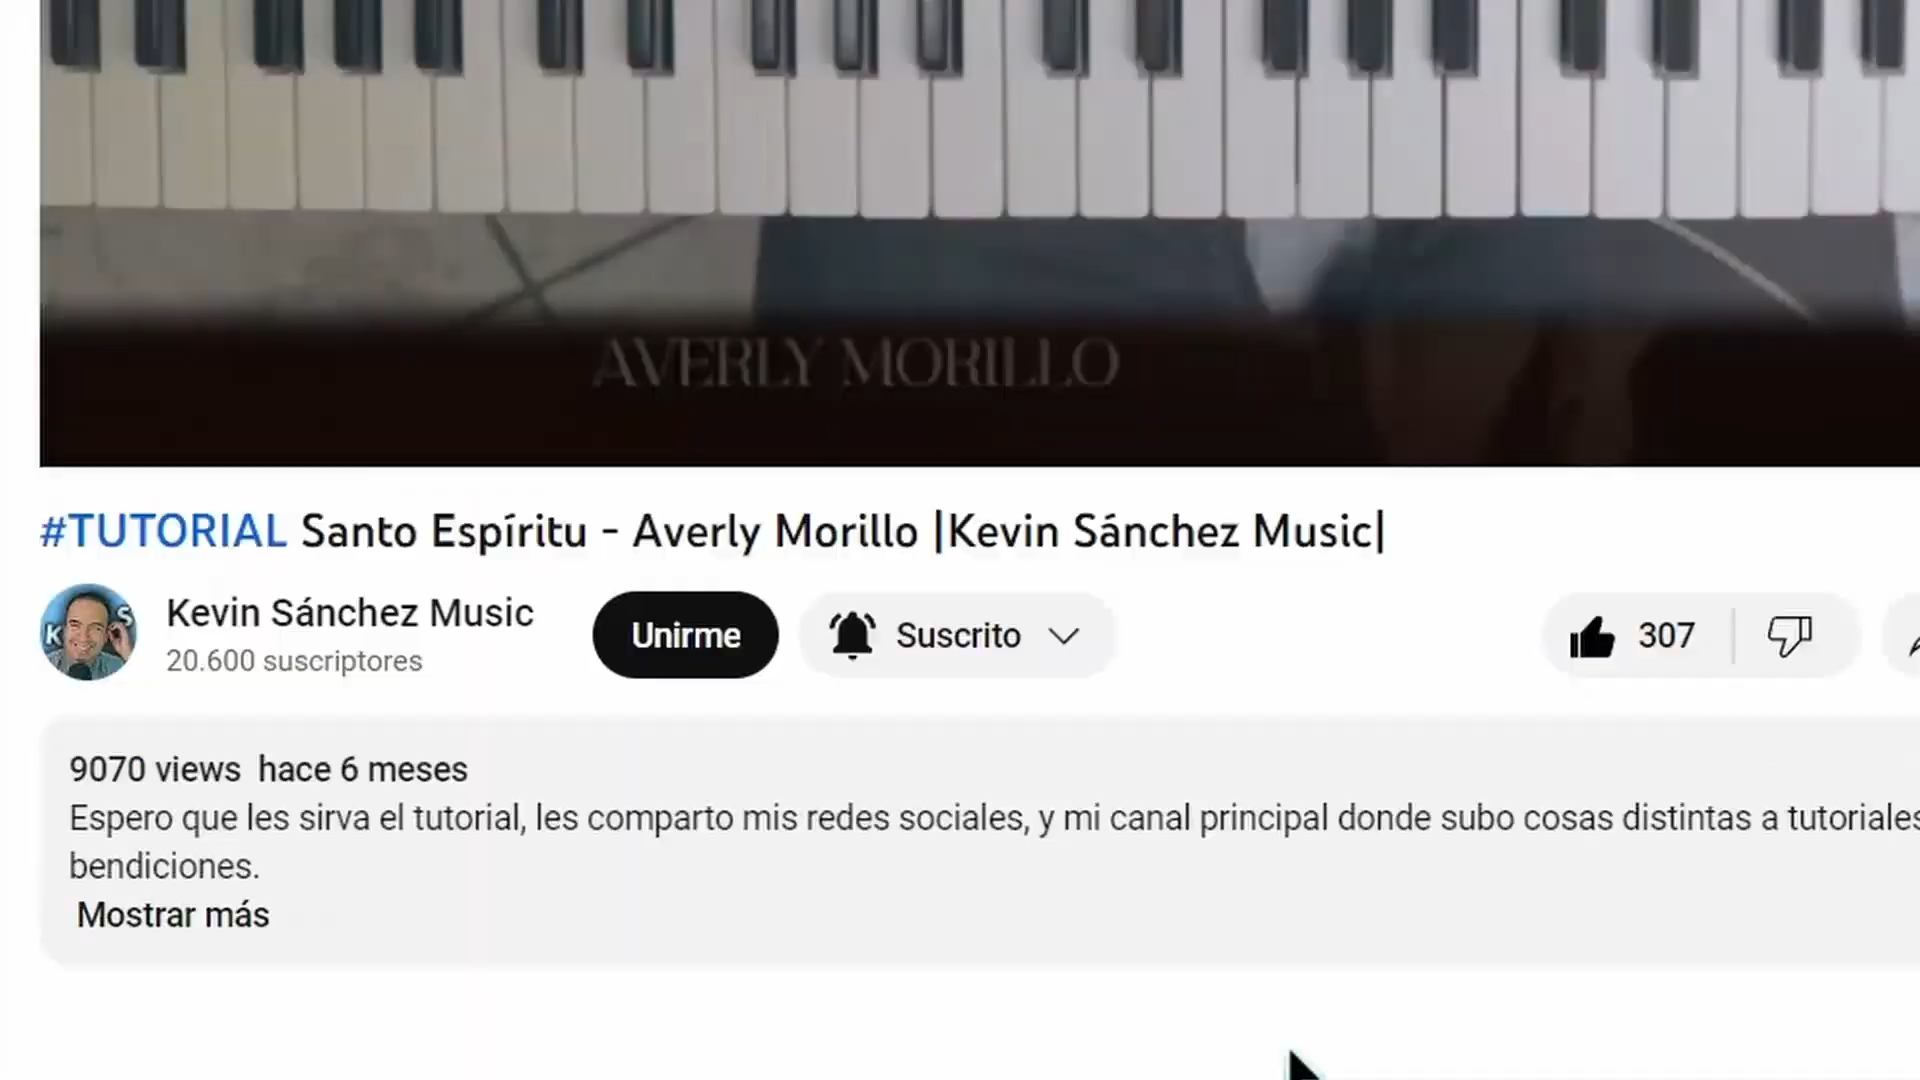 AVERLY MORILLO
#TUTORIAL Santo Espíritu - Averly Morillo |Kevin Sánchez Music|
K S
Kevin Sánchez Music
20.600 suscriptores
Unirme
Suscrito
307
9070 views hace 6 meses
Espero que les sirva el tutorial, les comparto mis redes sociales, y mi canal principal donde subo cosas distintas a tutoriales
bendiciones.
Mostrar más